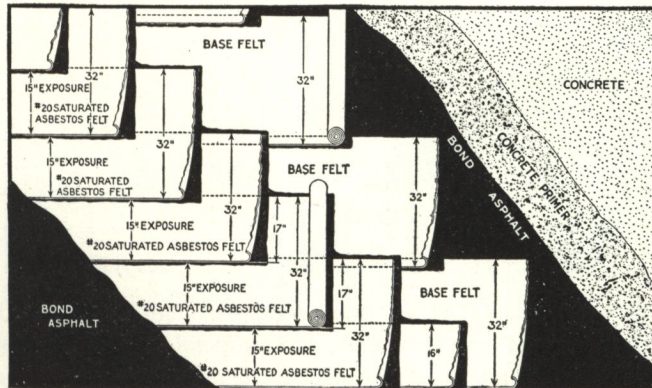 BASE FELT
32"
32"
CONCRETE
15" EXPOSURE
#20 SATURATED
ASBESTOS FELT
32"
15" EXPOSURE
#20 SATURATED
ASBESTOS FELT
BASE FELT
32"
BOND ASPHALT
CONCRETE PRIMER
15" EXPOSURE
#20 SATURATED ASBESTOS FELT
32"
17"
32"
15" EXPOSURE
#20 SATURATED ASBESTOS FELT
17"
BASE FELT
32"
BOND
ASPHALT
15" EXPOSURE
#20 SATURATED ASBESTOS FELT
32"
16"